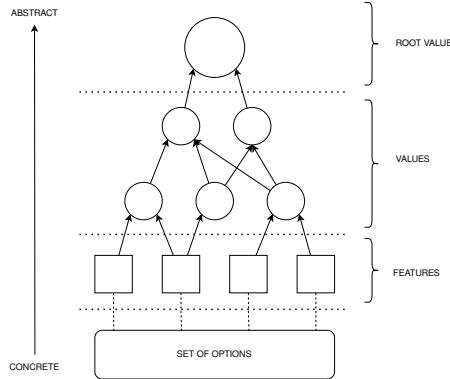 ABSTRACT
ROOT VALUE
VALUES
FEATURES
SET OF OPTIONS
CONCRETE